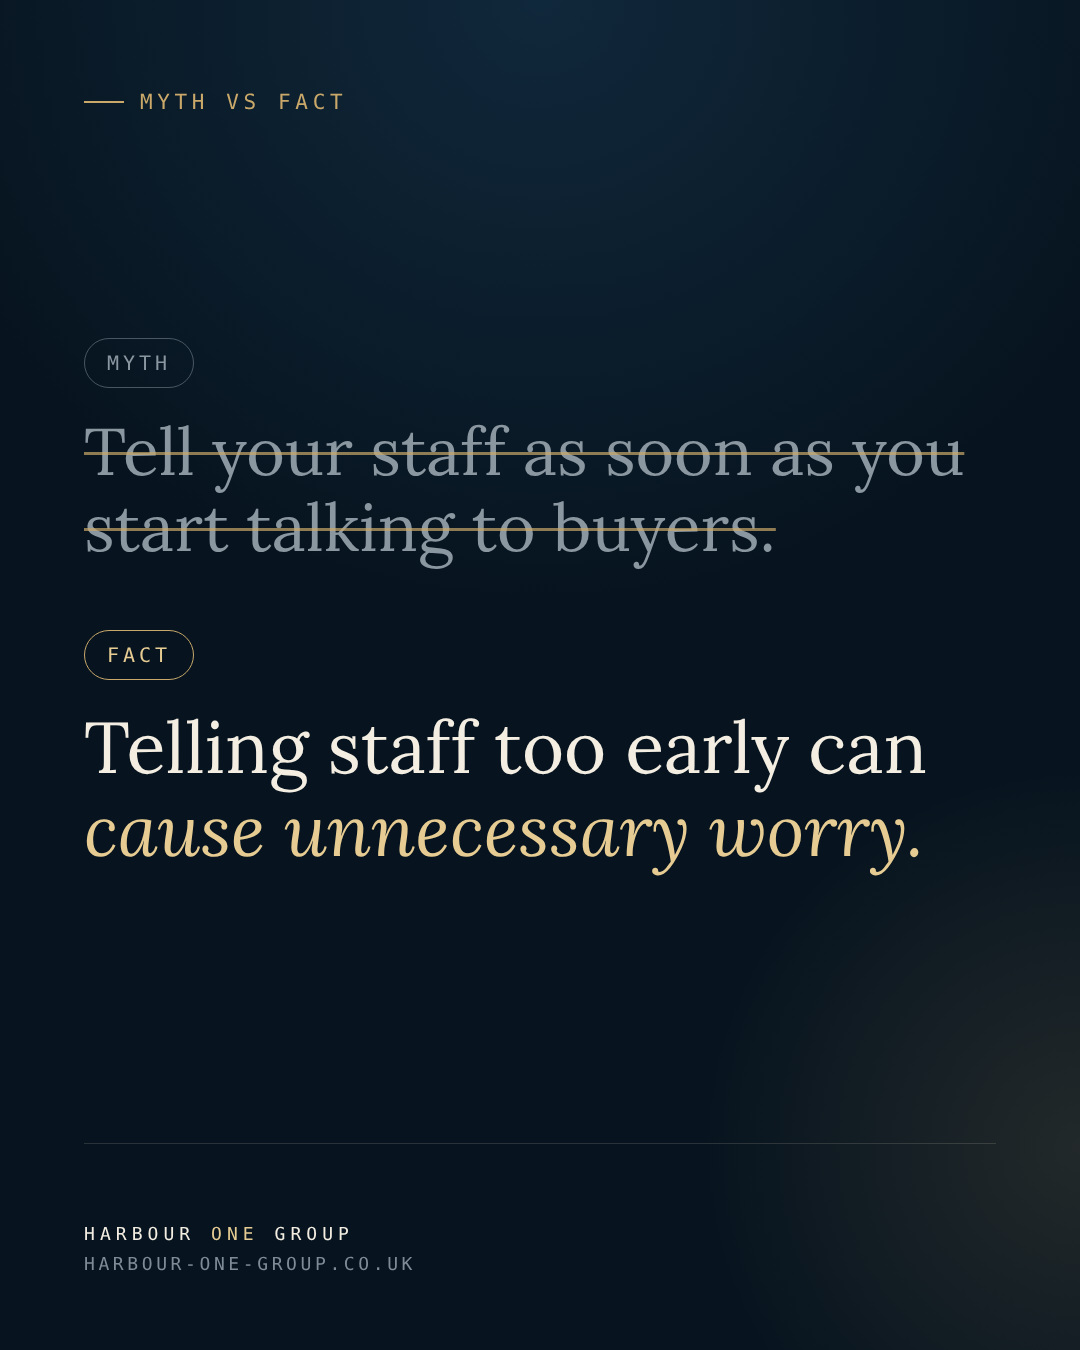 MYTH VS FACT
MYTH
Tell your staff as soon as you
start talking to buyers.
FACT
Telling staff too early can
cause unnecessary worry.
HARBOUR ONE GROUP
HARBOUR-ONE-GROUP.CO.UK